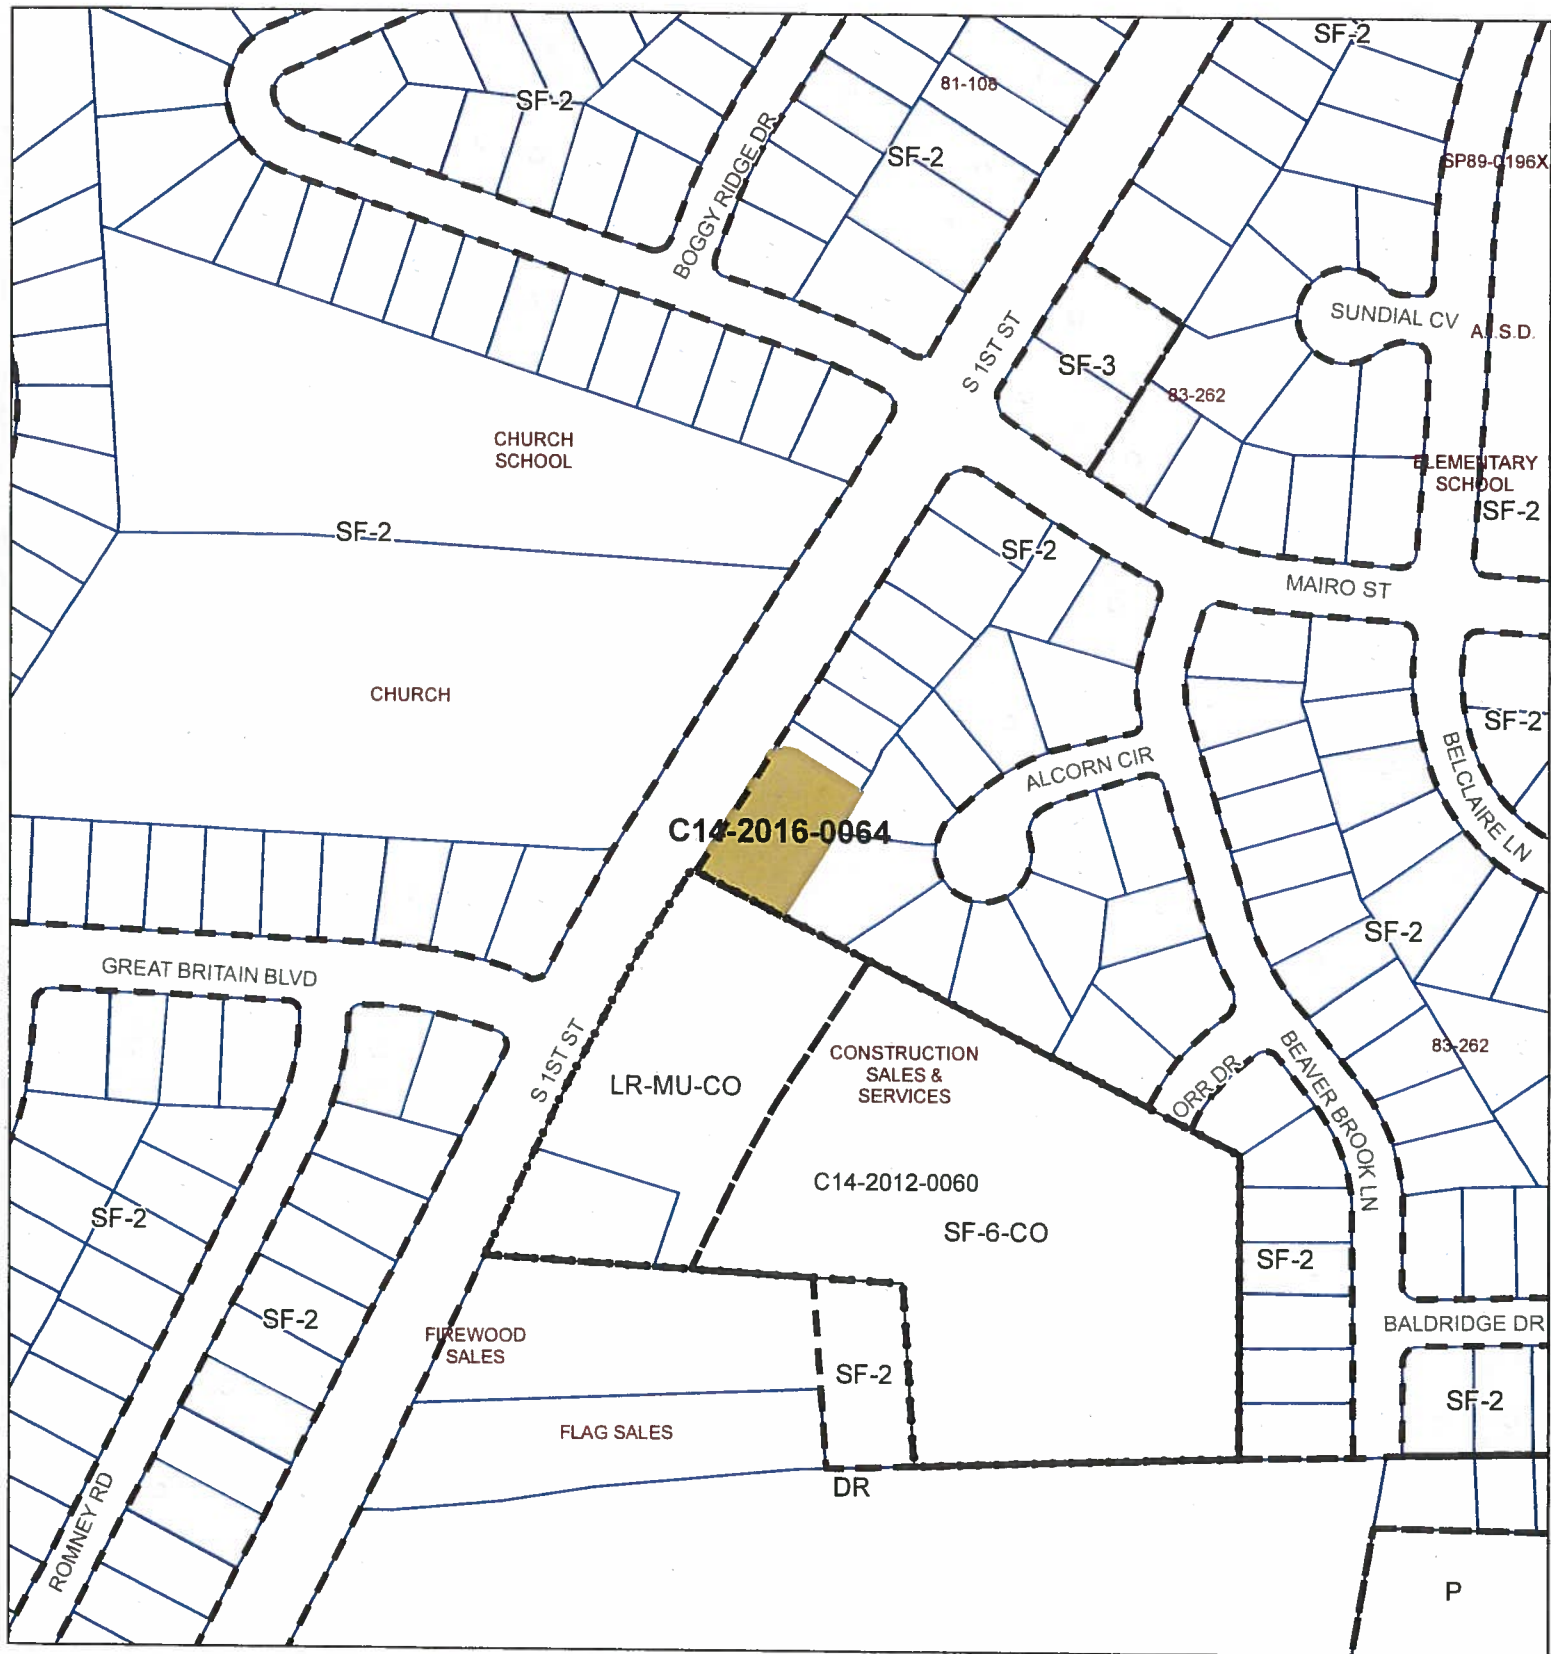 SF-2
81-108
SF-2
SF-2
BOGGY RIDGE DR
SP89-0196X
SUNDIAL CV
A.I.S.D.
S 1ST ST
SF-3
83-262
CHURCH
SCHOOL
ELEMENTARY
SCHOOL
SF-2
SF-2
SF-2
MAIRO ST
CHURCH
SF-2
ALCORN CIR
BELCLAIRE LN
C14-2016-0064
SF-2
GREAT BRITAIN BLVD
S 1ST ST
LR-MU-CO
CONSTRUCTION
SALES &
SERVICES
ORR DR
BEAVER BROOK LN
83-262
C14-2012-0060
SF-6-CO
SF-2
SF-2
SF-2
FIREWOOD
SALES
BALDRIDGE DR
SF-2
SF-2
FLAG SALES
DR
ROMNEY RD
P